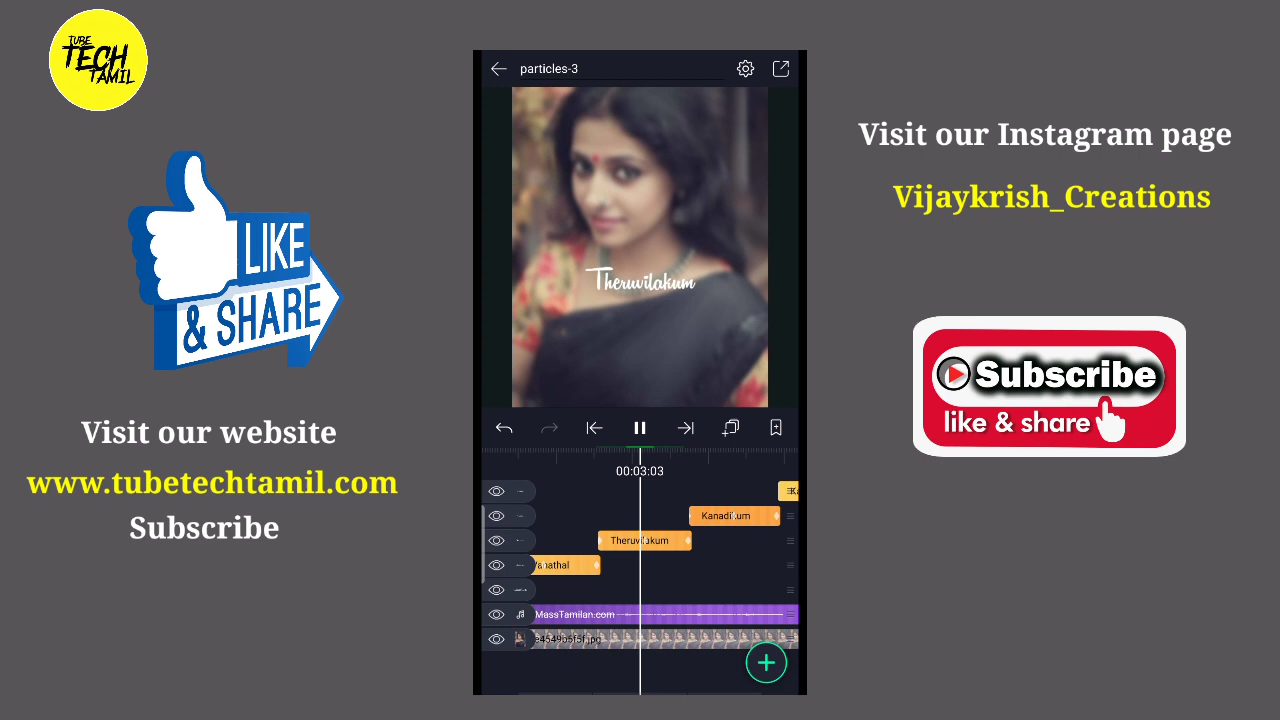 TUBE
TECH
TAMIL
LIKE
& SHARE
Visit our website
www.tubetechtamil.com
Subscribe
particles-3
Theruvilakum
00:03:03
Kanadikum
Theruvilakum
Vanathal
MassTamilan.com
Visit our Instagram page
Vijaykrish_Creations
Subscribe
like & share